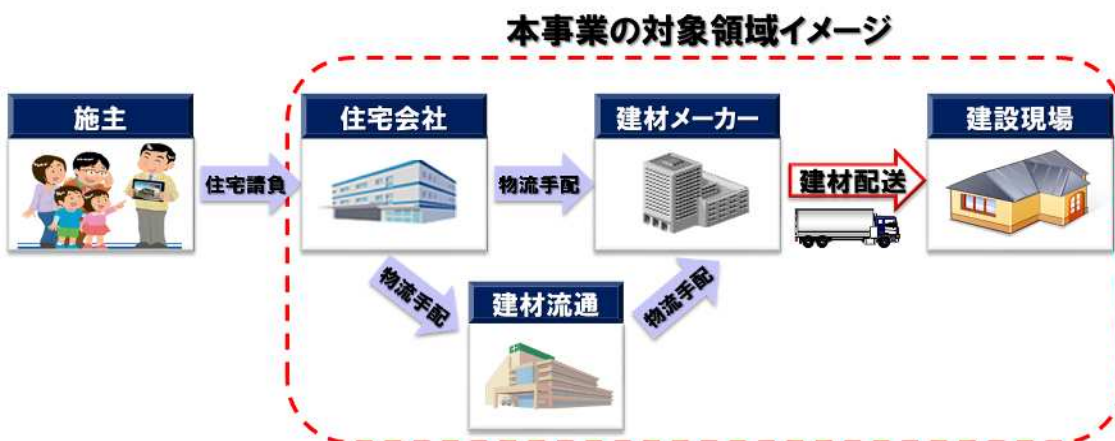 本事業の対象領域イメージ
施主
住宅請負
住宅会社
物流手配
建材メーカー
建材配送
建設現場
物流手配
建材流通
物流手配